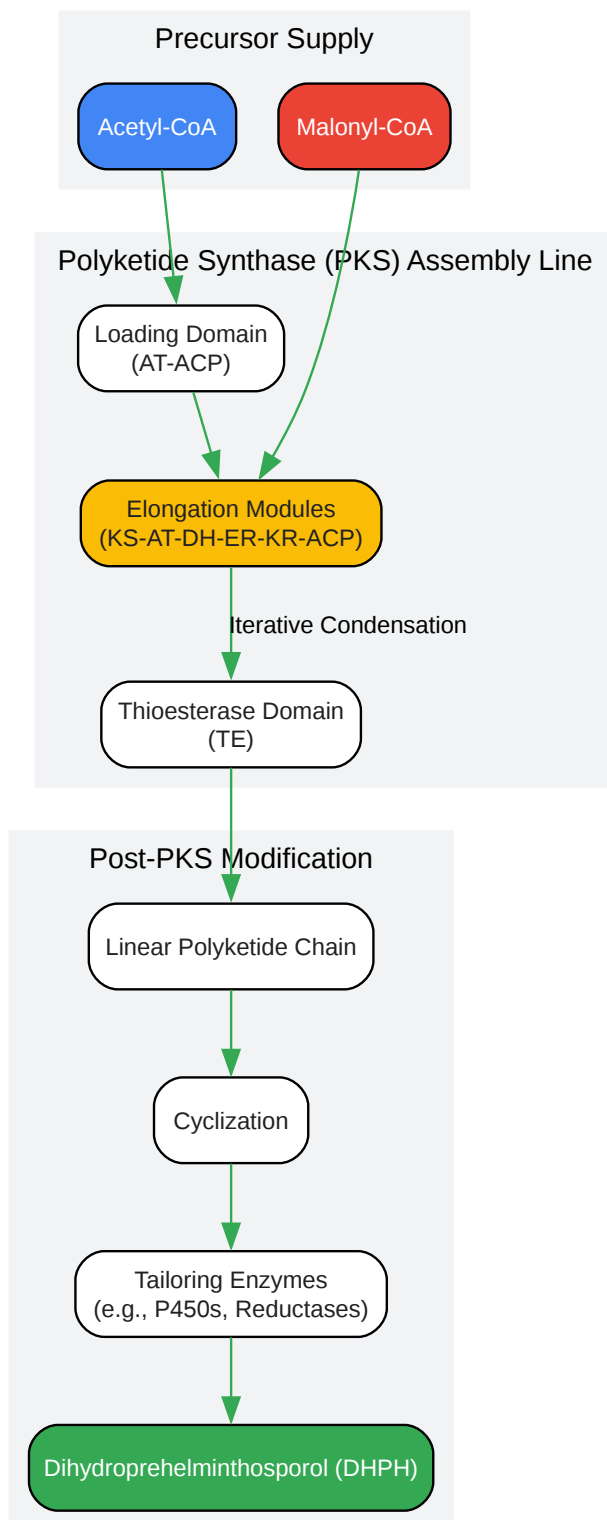 Precursor Supply
Acetyl-CoA
Malonyl-CoA
Polyketide Synthase (PKS) Assembly Line
Loading Domain
(AT-ACP)
Elongation Modules
(KS-AT-DH-ER-KR-ACP)
Iterative Condensation
Thioesterase Domain
(TE)
Post-PKS Modification
Linear Polyketide Chain
Cyclization
Tailoring Enzymes
(e.g., P450s, Reductases)
Dihydroprehelminthosporol (DHPH)